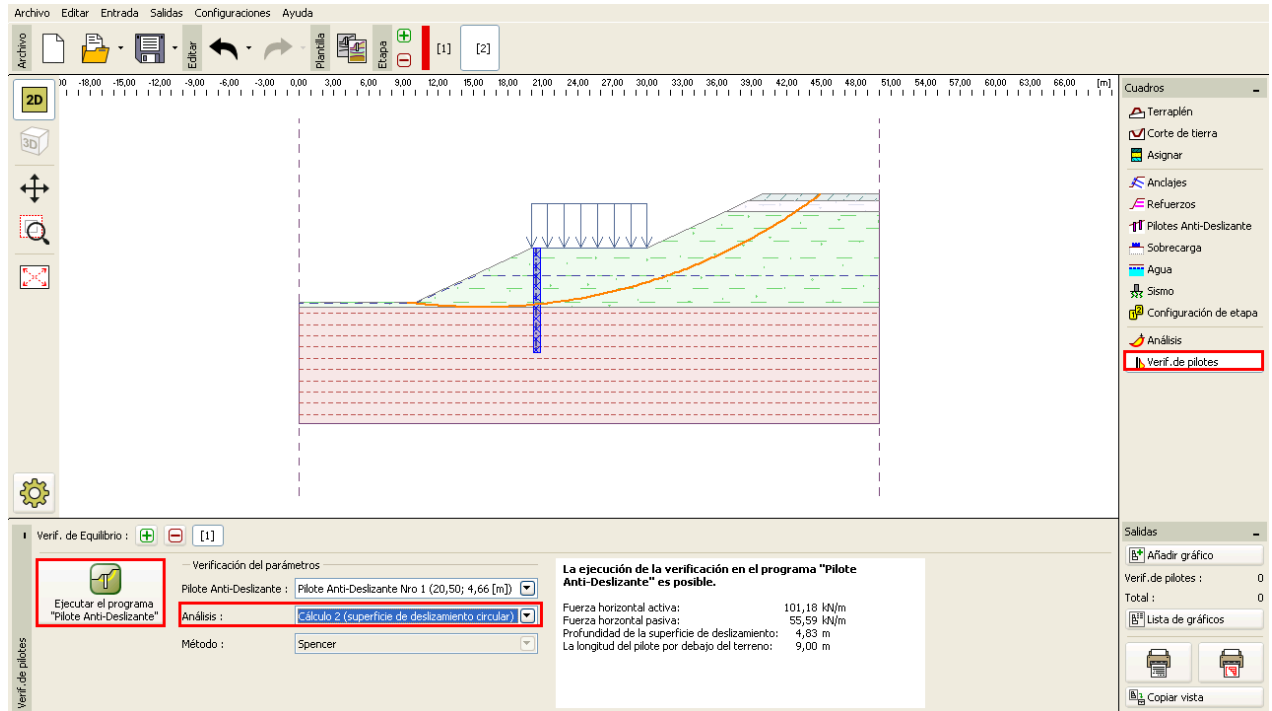 Archivo Editar Entrada Salidas Configuraciones Ayuda
Archivo
Editar
Plantilla
Etapa
[1]
[2]
-18,00 -15,00 -12,00 -9,00 -6,00 -3,00 0,00 3,00 6,00 9,00 12,00 15,00 18,00 21,00 24,00 27,00 30,00 33,00 36,00 39,00 42,00 45,00 48,00 51,00 54,00 57,00 60,00 63,00 66,00 [m]
2D
3D
Cuadros
Terraplén
Corte de tierra
Asignar
Anclajes
Refuerzos
Pilotes Anti-Deslizante
Sobrecarga
Agua
Sismo
Configuración de etapa
Análisis
Verif.de pilotes
Verif. de Equilibrio : [1]
Ejecutar el programa
"Pilote Anti-Deslizante"
Verificación del parámetros
Pilote Anti-Deslizante : Pilote Anti-Deslizante Nro 1 (20,50; 4,66 [m])
Análisis : Cálculo 2 (superficie de deslizamiento circular)
Método : Spencer
La ejecución de la verificación en el programa "Pilote
Anti-Deslizante" es posible.
Fuerza horizontal activa: 101,18 kN/m
Fuerza horzontal pasiva: 55,59 kN/m
Profundidad de la superficie de deslizamiento: 4,83 m
La longitud del pilote por debajo del terreno: 9,00 m
Verif.de pilotes
Salidas
Añadir gráfico
Verif.de pilotes : 0
Total : 0
Lista de gráficos
Copiar vista